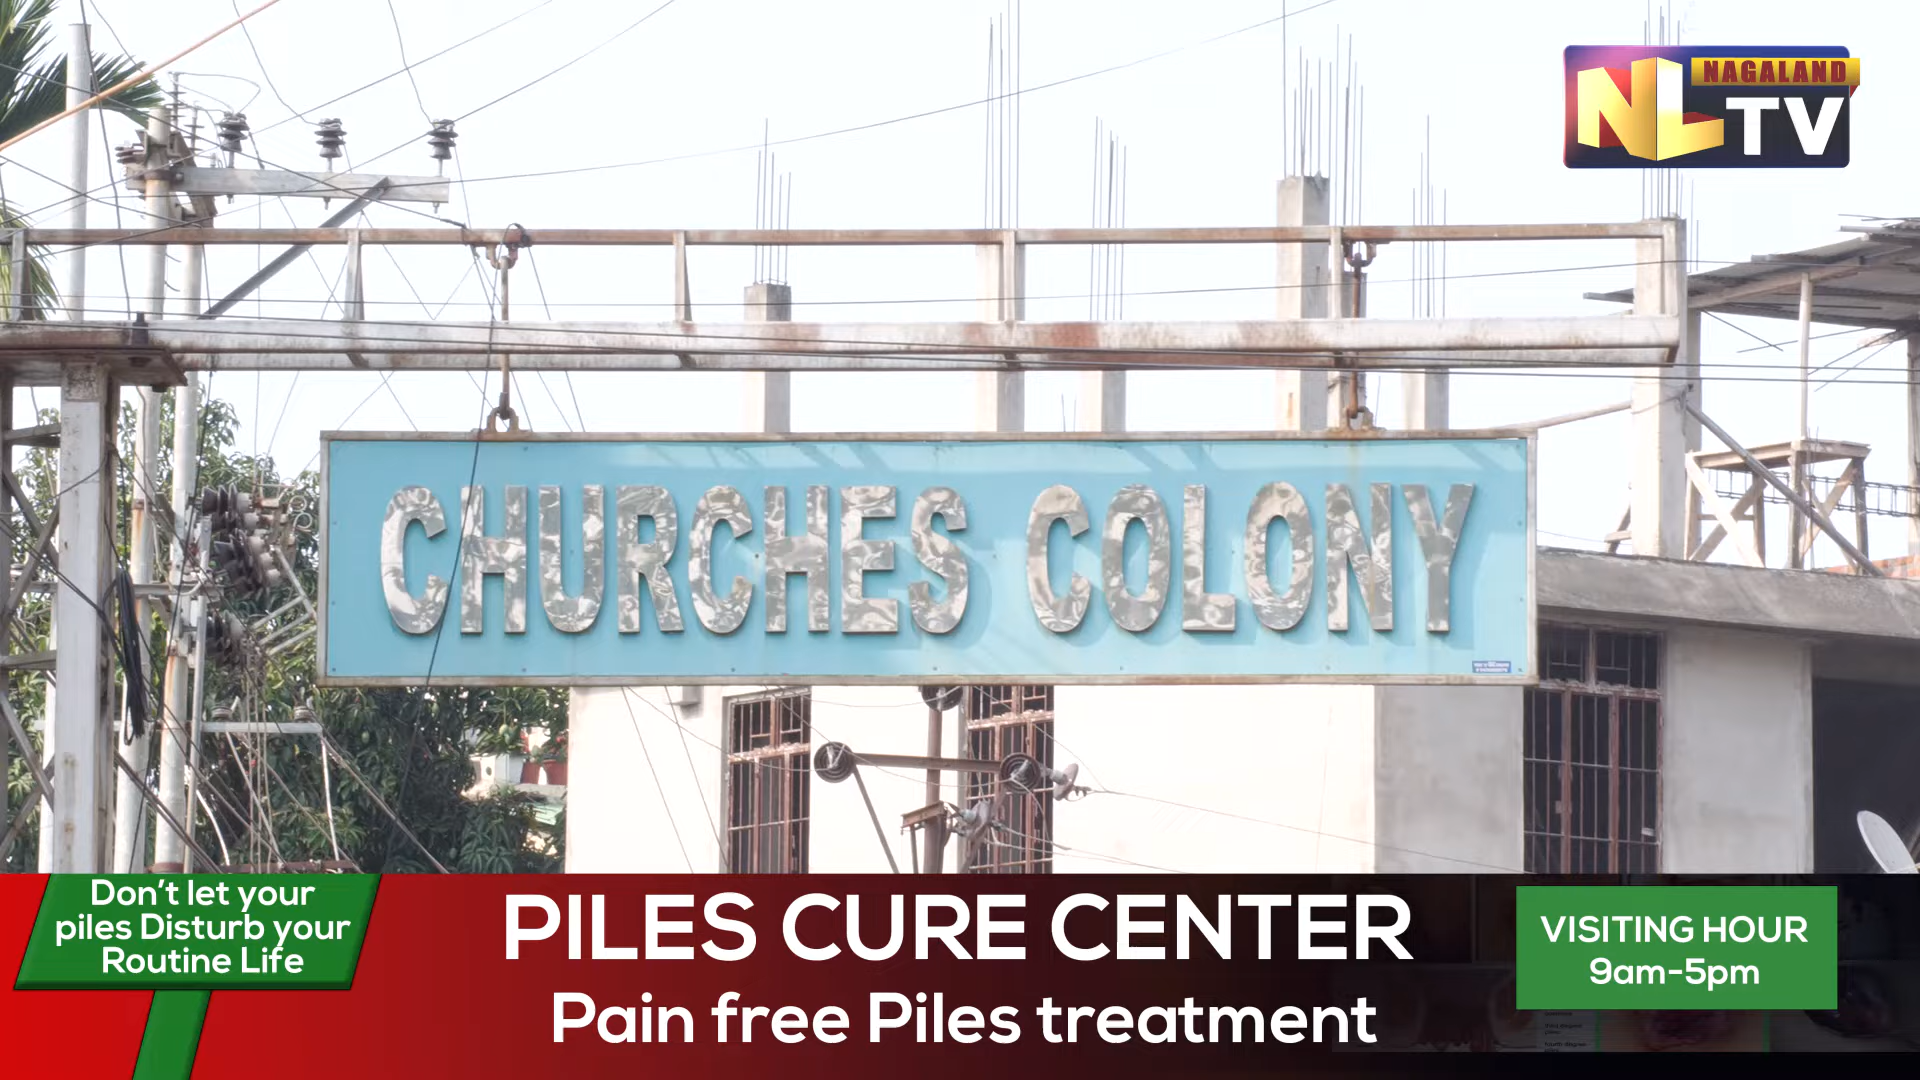 NAGALAND
NL TV
CHURCHES COLONY
Don't let your
piles Disturb your
Routine Life
PILES CURE CENTER
Pain free Piles treatment
VISITING HOUR
9am-5pm